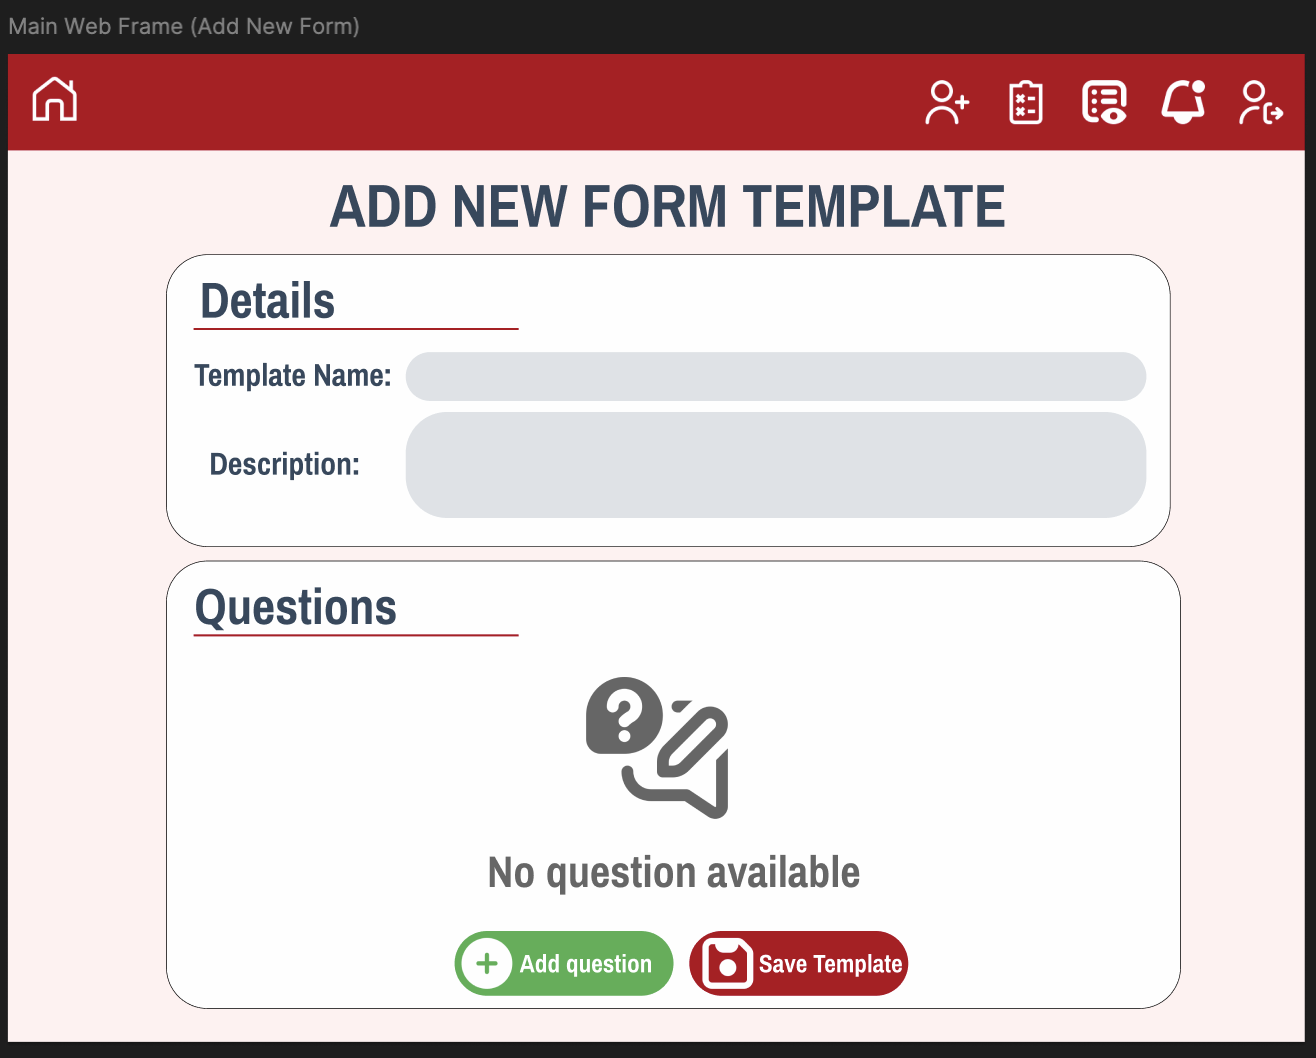 Main Web Frame (Add New Form)
ADD NEW FORM TEMPLATE
Details
Template Name:
Description:
Questions
No question available
Add question
Save Template